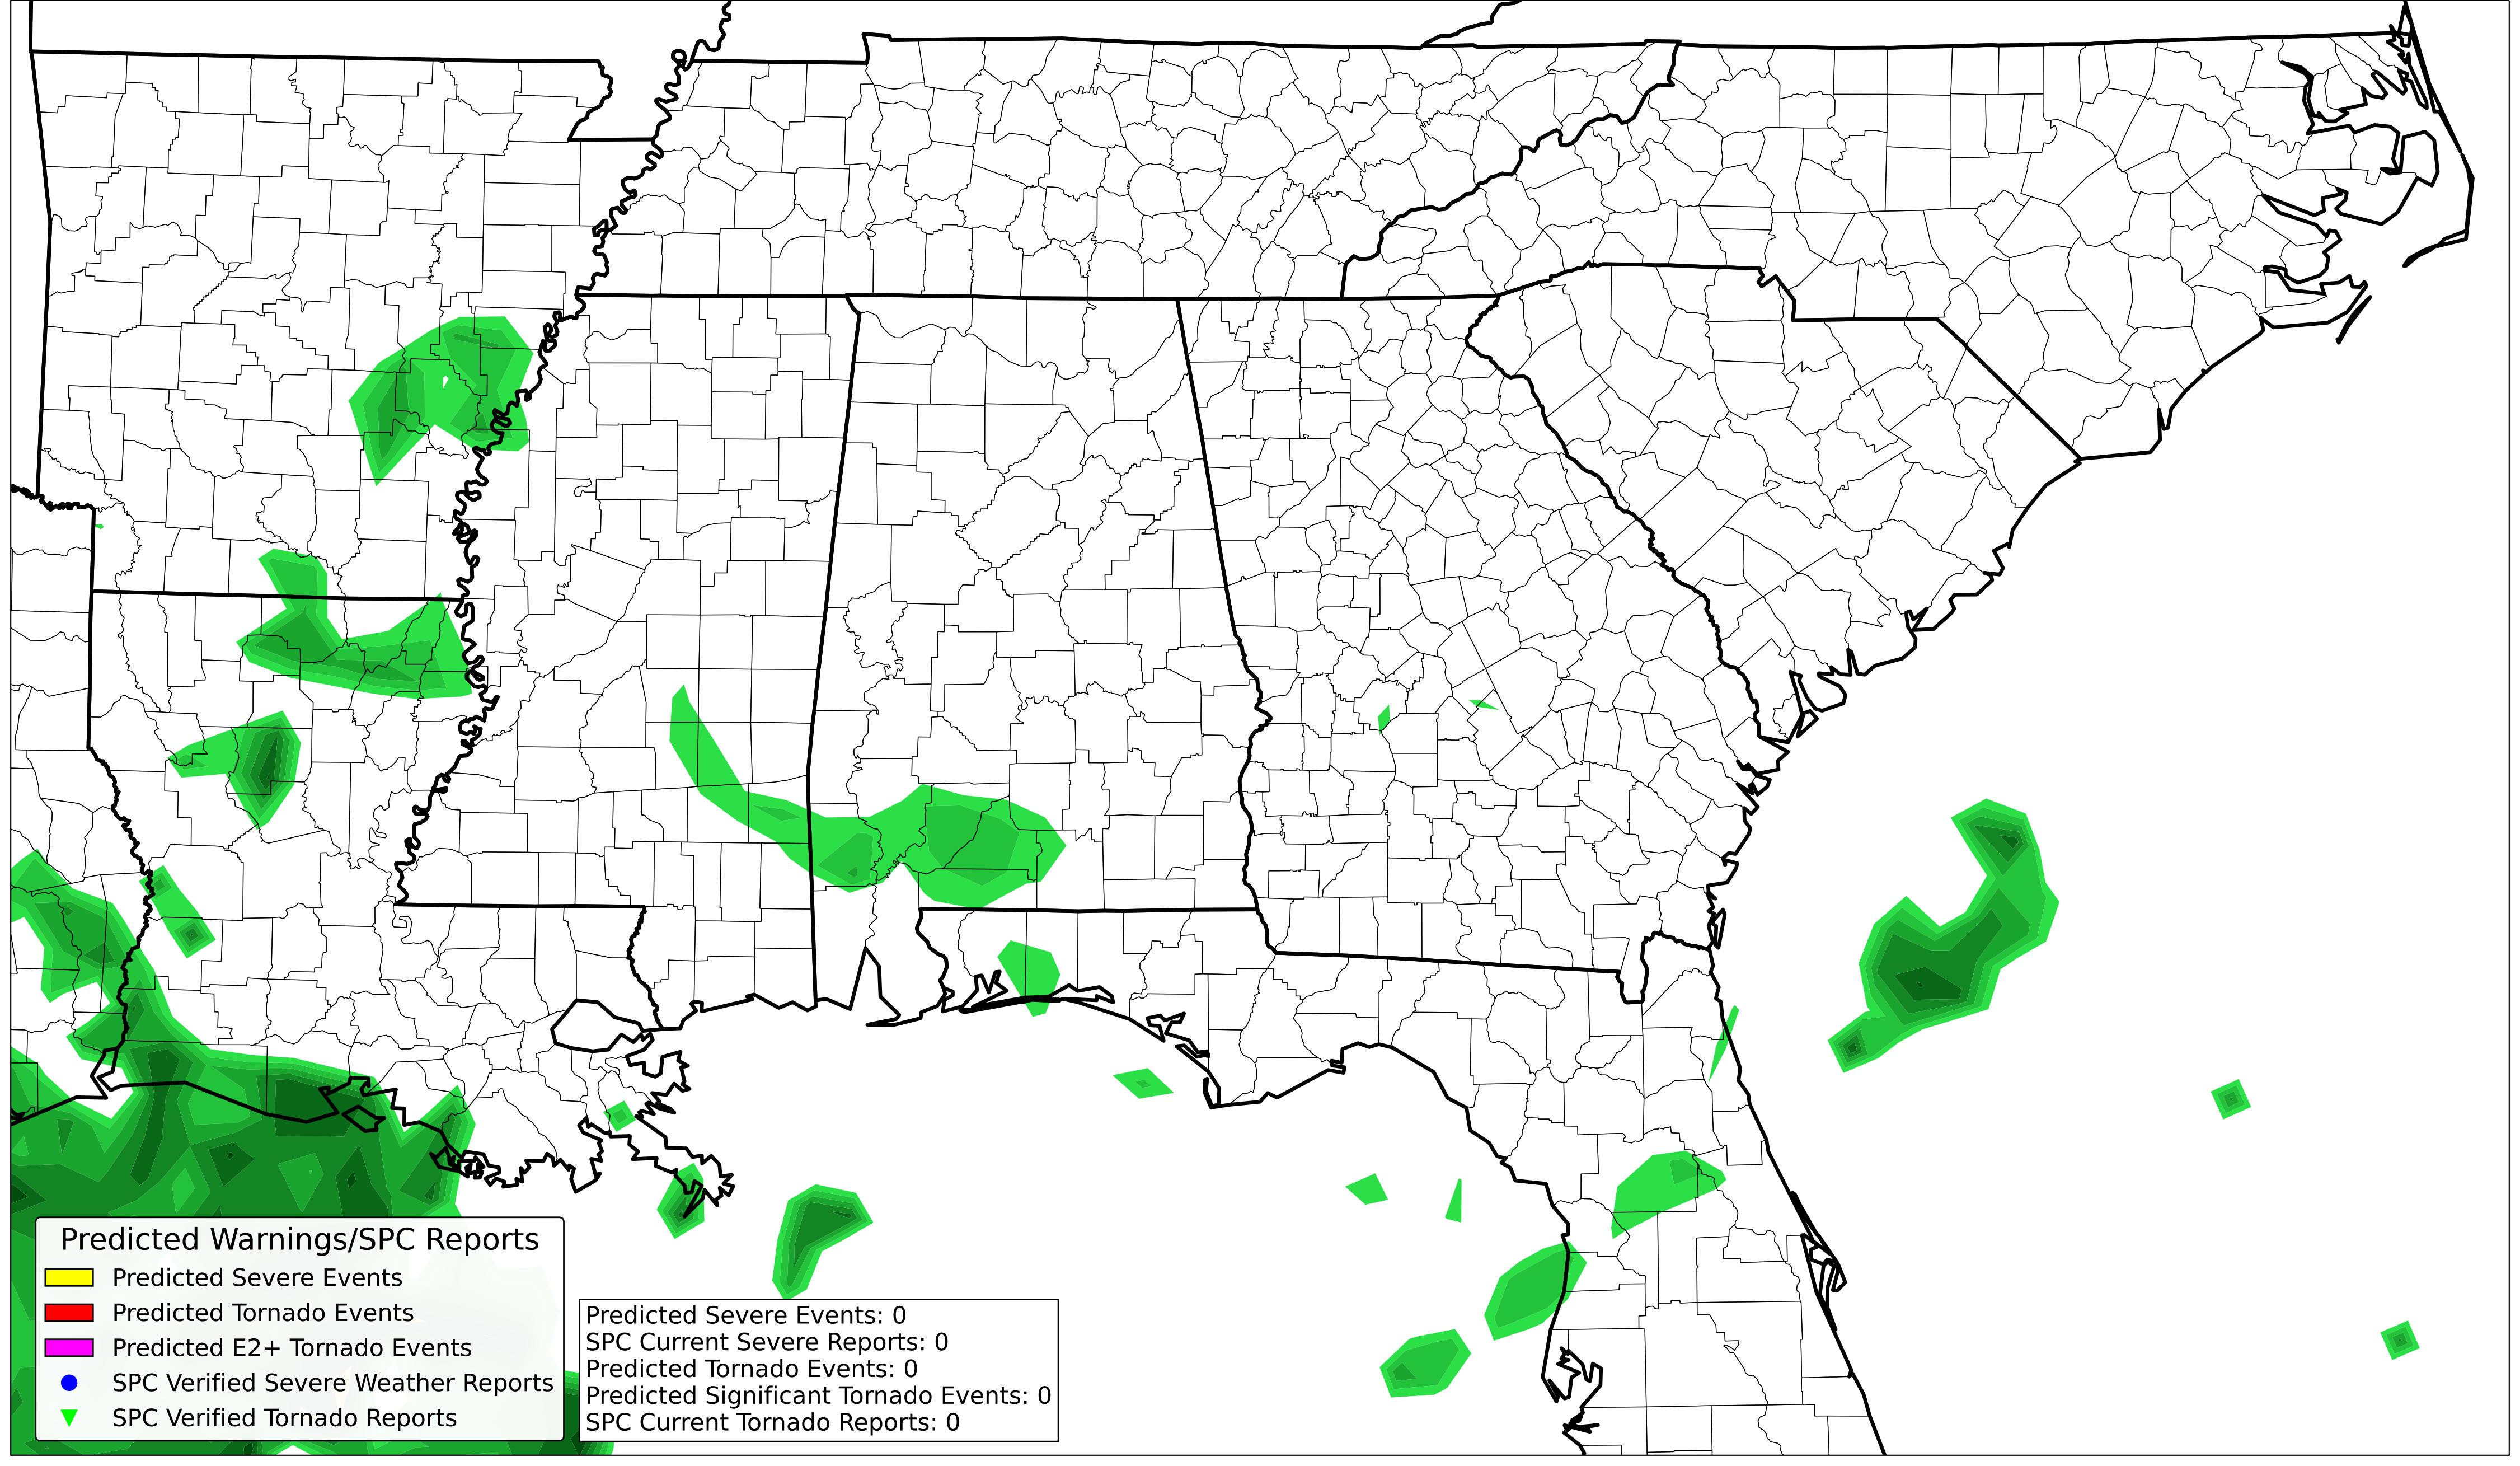 Predicted Warnings/SPC Reports
Predicted Severe Events
Predicted Tornado Events
Predicted E2+ Tornado Events
SPC Verified Severe Weather Reports
SPC Verified Tornado Reports
Predicted Severe Events: 0
SPC Current Severe Reports: 0
Predicted Tornado Events: 0
Predicted Significant Tornado Events: 0
SPC Current Tornado Reports: 0